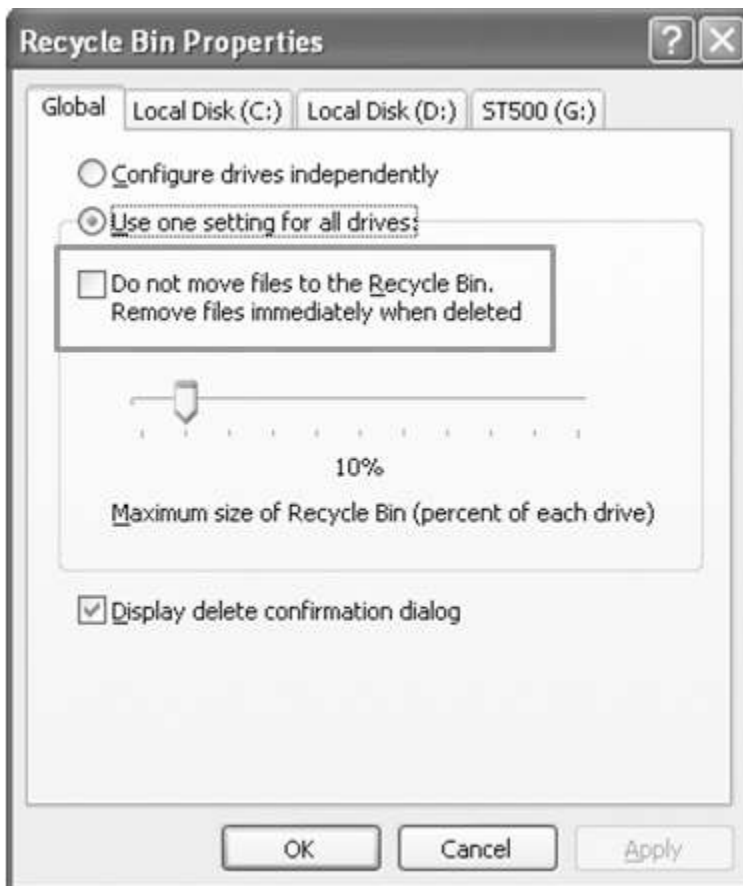 Recycle Bin Properties
Global
Local Disk (C:)
Local Disk (D:)
ST500 (G:)
Configure drives independently
Use one setting for all drives:
Do not move files to the Recycle Bin.
Remove files immediately when deleted
10%
Maximum size of Recycle Bin (percent of each drive)
Display delete confirmation dialog
OK
Cancel
Apply